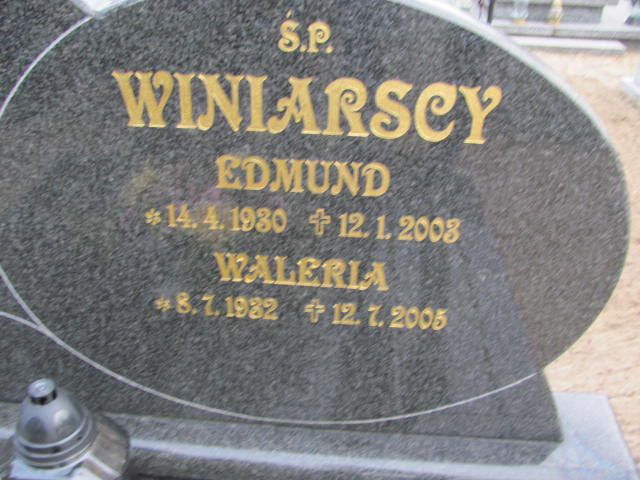 Ś.P.
WINIARSCY
EDMUND
* 14. 4. 1930 ✝ 12. 1. 2003
WALERIA
* 8. 7. 1932 ✝ 12. 7. 2005